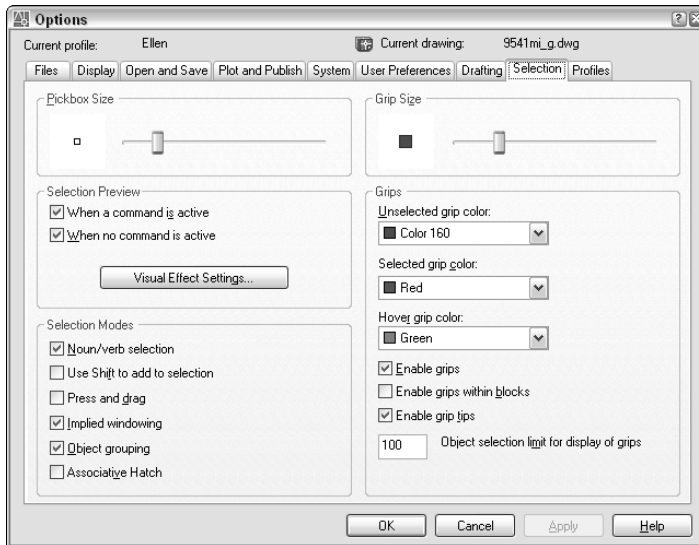 Options
Current profile: Ellen Current drawing: 9541mi_g.dwg
Files Display Open and Save Plot and Publish System User Preferences Drafting Selection Profiles
Pickbox Size
Grip Size
Selection Preview
When a command is active
When no command is active
Visual Effect Settings...
Selection Modes
Noun/verb selection
Use Shift to add to selection
Press and drag
Implied windowing
Object grouping
Associative Hatch
Grips
Unselected grip color:
Color 160
Selected grip color:
Red
Hover grip color:
Green
Enable grips
Enable grips within blocks
Enable grip tips
100 Object selection limit for display of grips
OK Cancel Apply Help